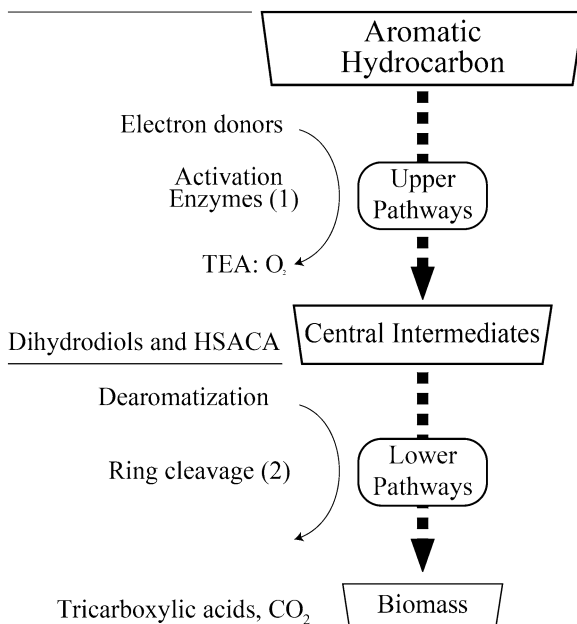 Aromatic
Hydrocarbon
Electron donors
Activation
Enzymes (1)
Upper
Pathways
TEA: O₂
Central Intermediates
Dihydrodiols and HSACA
Dearomatization
Ring cleavage (2)
Lower
Pathways
Tricarboxylic acids, CO₂
Biomass